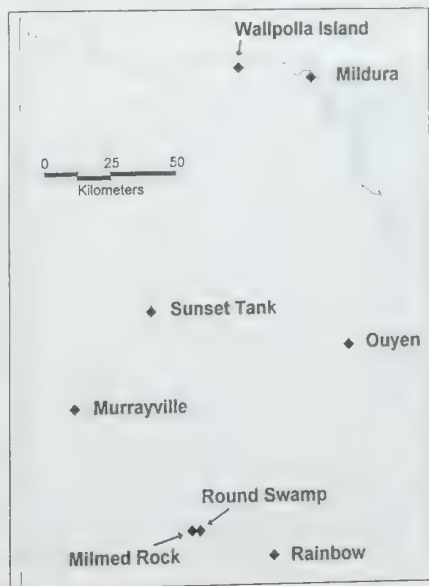 Wallpolla Island
Mildura
0 25 50
Kilometers
Sunset Tank
Ouyen
Murrayville
Round Swamp
Milmed Rock
Rainbow